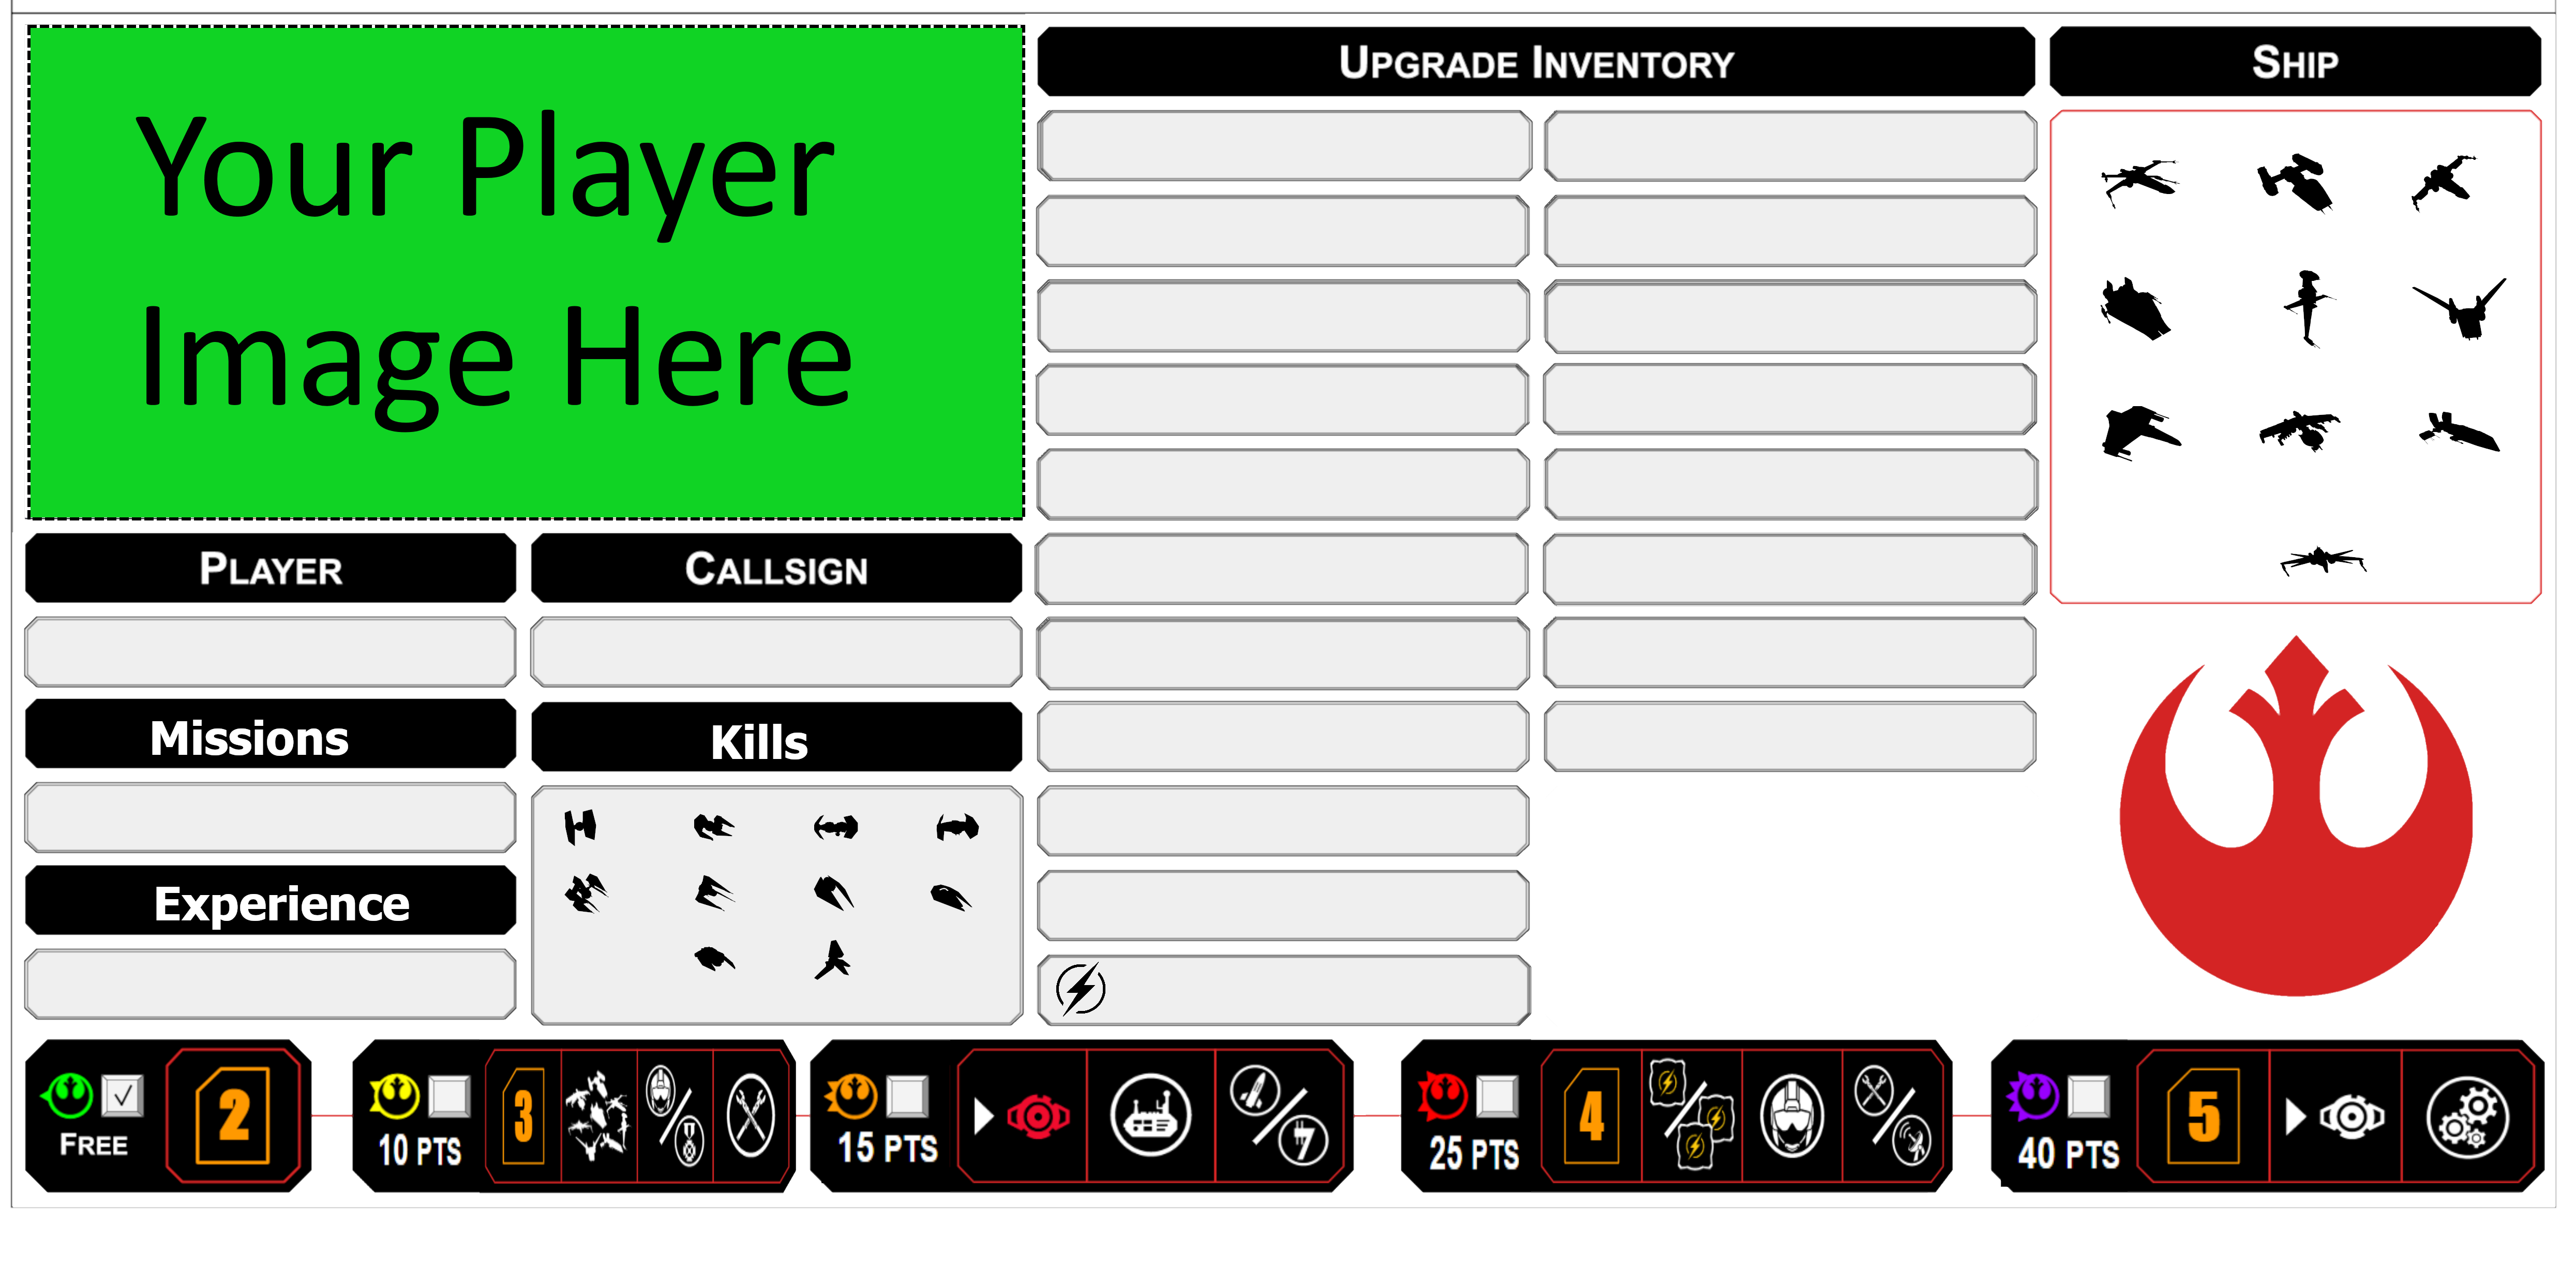 Your Player
Image Here
UPGRADE INVENTORY
SHIP
PLAYER
CALLSIGN
Missions
Kills
Experience
FREE
2
10 PTS
3
15 PTS
25 PTS
4
40 PTS
5